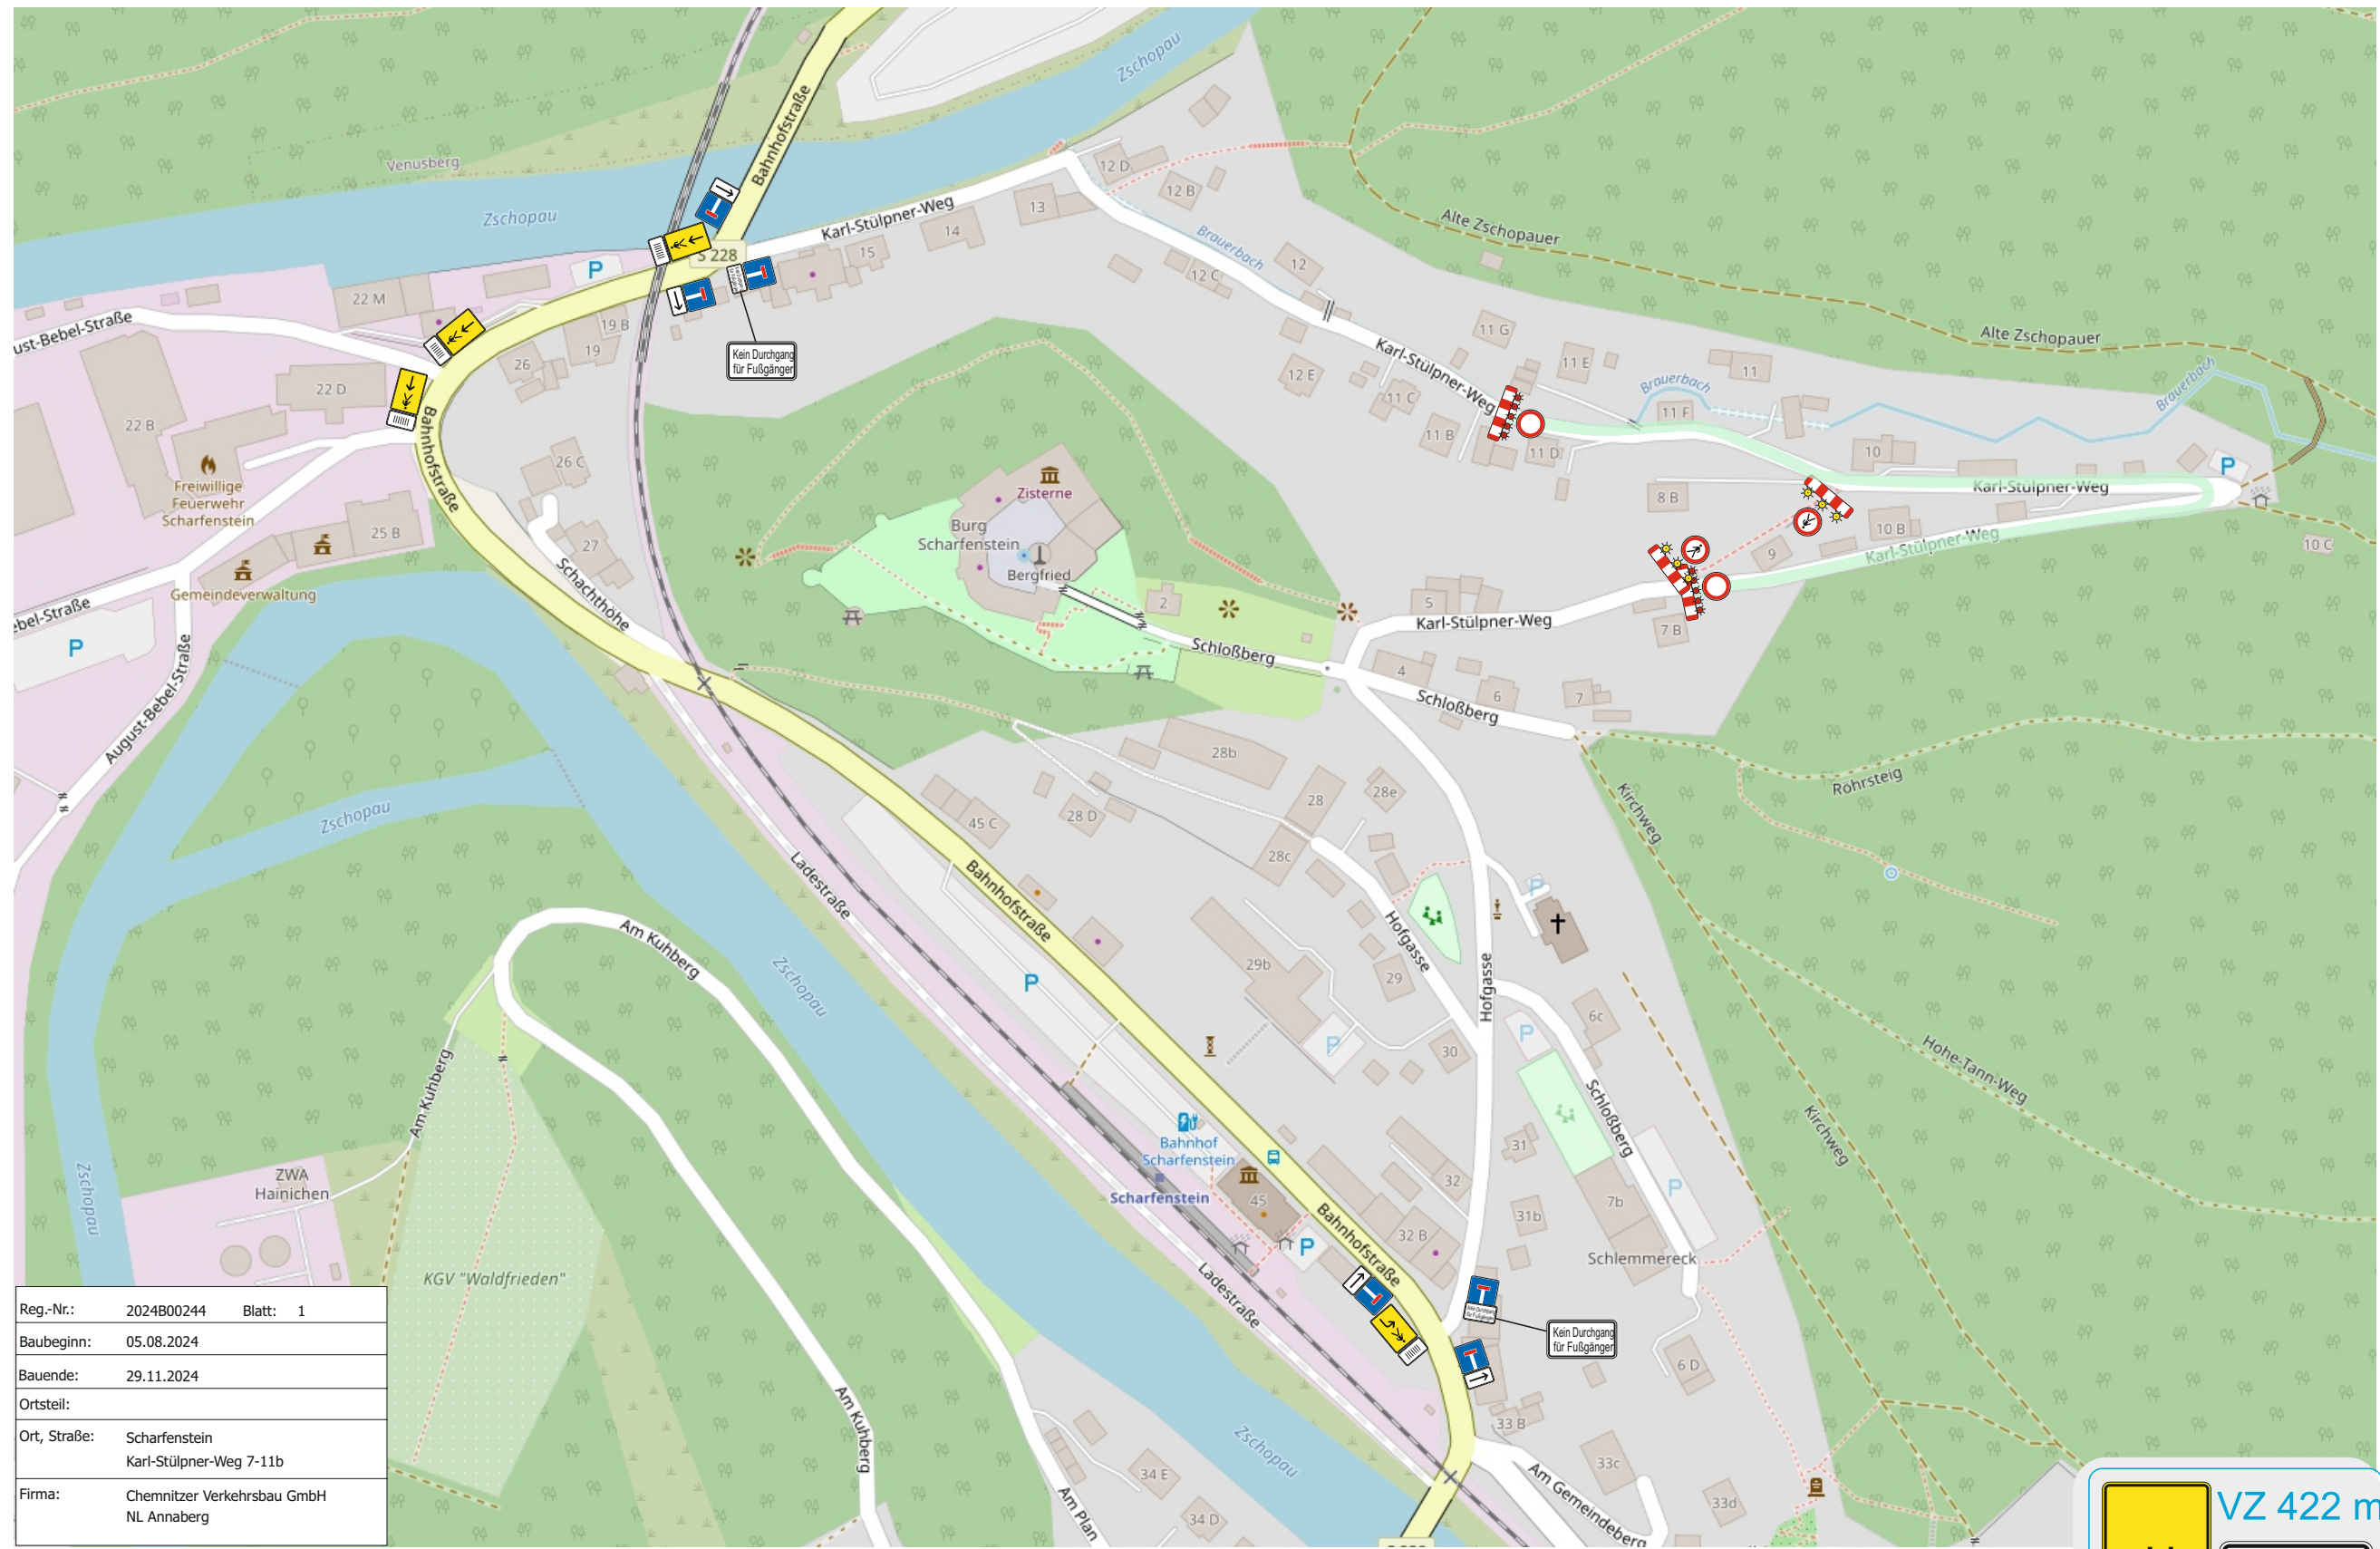 Zschopau
Bahnhofstraße
Venusberg
Zschopau
S 228
Karl-Stülpner-Weg
12 D
12 B
13
14
15
12 C
12
Brauerbach
Alte Zschopauer
Alte Zschopauer
22 M
P
19 B
19
26
ust-Bebel-Straße
22 D
22 B
Kein Durchgang
für Fußgänger
Karl-Stülpner-Weg
11 G
11 E
11
11 F
12 E
11 C
11 B
11 D
Brauerbach
Brauerbach
Bahnhofstraße
Freiwillige
Feuerwehr
Scharfenstein
25 B
26 C
27
Zisterne
Burg
Scharfenstein
Bergfried
10
P
Karl-Stülpner-Weg
8 B
10 B
9
Karl-Stülpner-Weg
10 C
Gemeindeverwaltung
bel-Straße
P
August-Bebel-Straße
Schachthöhe
2
5
Karl-Stülpner-Weg
7 B
Schloßberg
4
6
7
Schloßberg
28b
28
28e
28 D
28c
45 C
Röhrsteig
Kirchweg
Zschopau
Ladestraße
Bahnhofstraße
P
Hofgasse
29b
29
P
Hofgasse
P
6c
P
30
Am Kuhberg
Zschopau
Am Kuhberg
Hohe-Tann-Weg
Kirchweg
Schloßberg
Bahnhof
Scharfenstein
Scharfenstein
45
P
Bahnhofstraße
32
32 B
31
31b
7b
P
Schlemmereck
Zschopau
ZWA
Hainichen
KGV "Waldfrieden"
Ladestraße
Kein Durchgang
für Fußgänger
Kein Durchgang
für Fußgänger
6 D
33 B
33c
33d
Am Gemeindeberg
Zschopau
34 E
34 D
Am Plan
Am Kuhberg
Reg.-Nr.: 2024B00244 Blatt: 1
Baubeginn: 05.08.2024
Bauende: 29.11.2024
Ortsteil:
Ort, Straße: Scharfenstein
Karl-Stülpner-Weg 7-11b
Firma: Chemnitzer Verkehrsbau GmbH
NL Annaberg
VZ 422 m